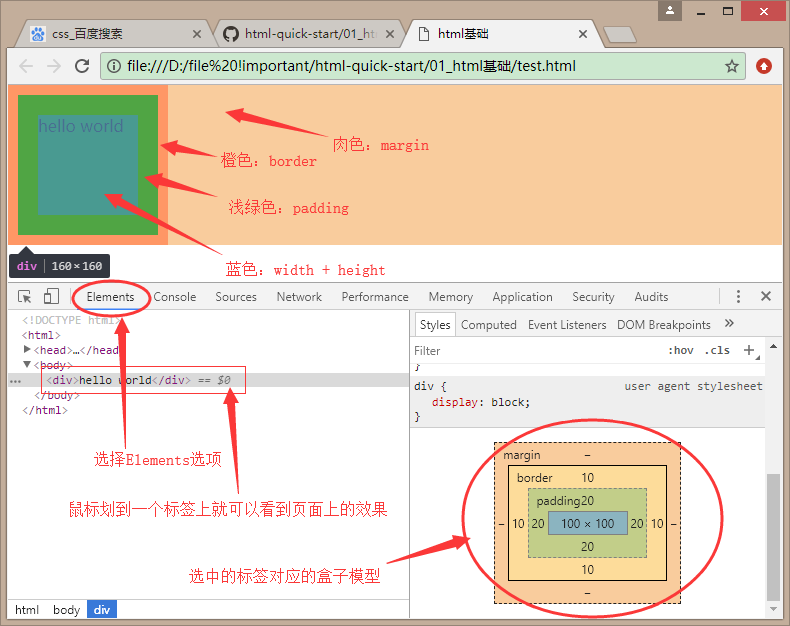 css_百度搜索
html-quick-start/01_ht
html基础
file:///D:/file%20!important/html-quick-start/01_html基础/test.html
hello world
肉色：margin
橙色：border
浅绿色：padding
蓝色：width + height
div 160×160
Elements Console Sources Network Performance Memory Application Security Audits
<!DOCTYPE html>
<html>
<head>…</head>
<body>
<div>hello world</div> == $0
</body>
</html>
选择Elements选项
鼠标划到一个标签上就可以看到页面上的效果
选中的标签对应的盒子模型
html body div
Styles Computed Event Listeners DOM Breakpoints »
Filter :hov .cls +
}
div { user agent stylesheet
display: block;
}
margin –
border 10
padding20
– 10 20 100 × 100 20 10 –
20
10
–